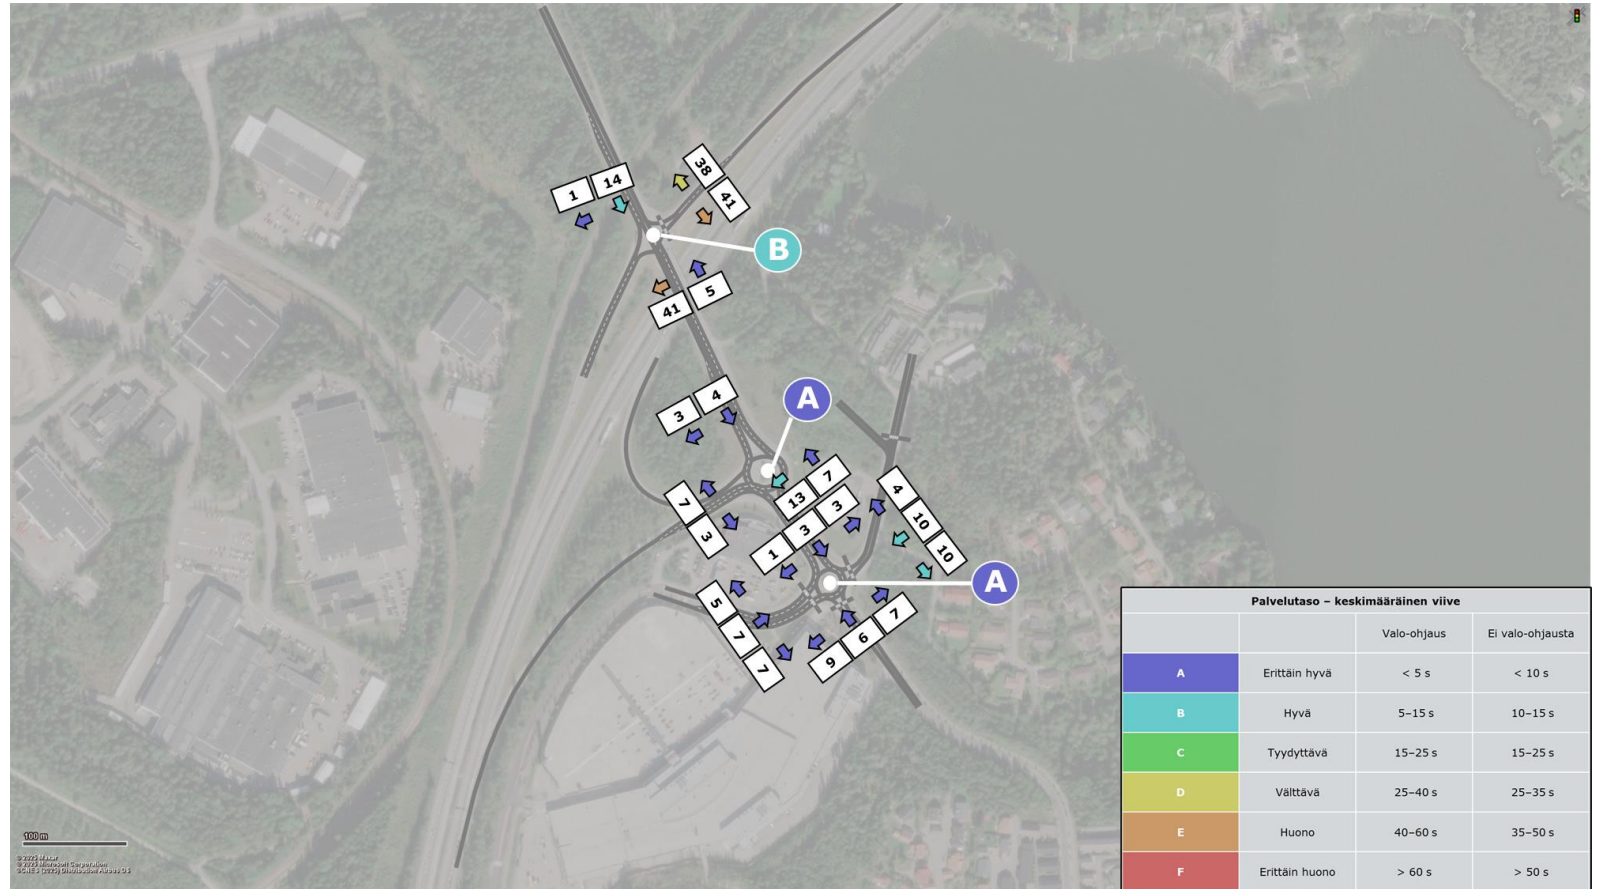 38
14
1
41
B
5
41
4
3
A
7
13
7
3
3
3
1
4
10
10
A
5
7
7
7
6
9
Palvelutaso – keskimääräinen viive
Valo-ohjaus Ei valo-ohjausta
A Erittäin hyvä < 5 s < 10 s
B Hyvä 5–15 s 10–15 s
C Tyydyttävä 15–25 s 15–25 s
D Välttävä 25–40 s 25–35 s
E Huono 40–60 s 35–50 s
F Erittäin huono > 60 s > 50 s
100 m
© 2025 Microsoft Corporation